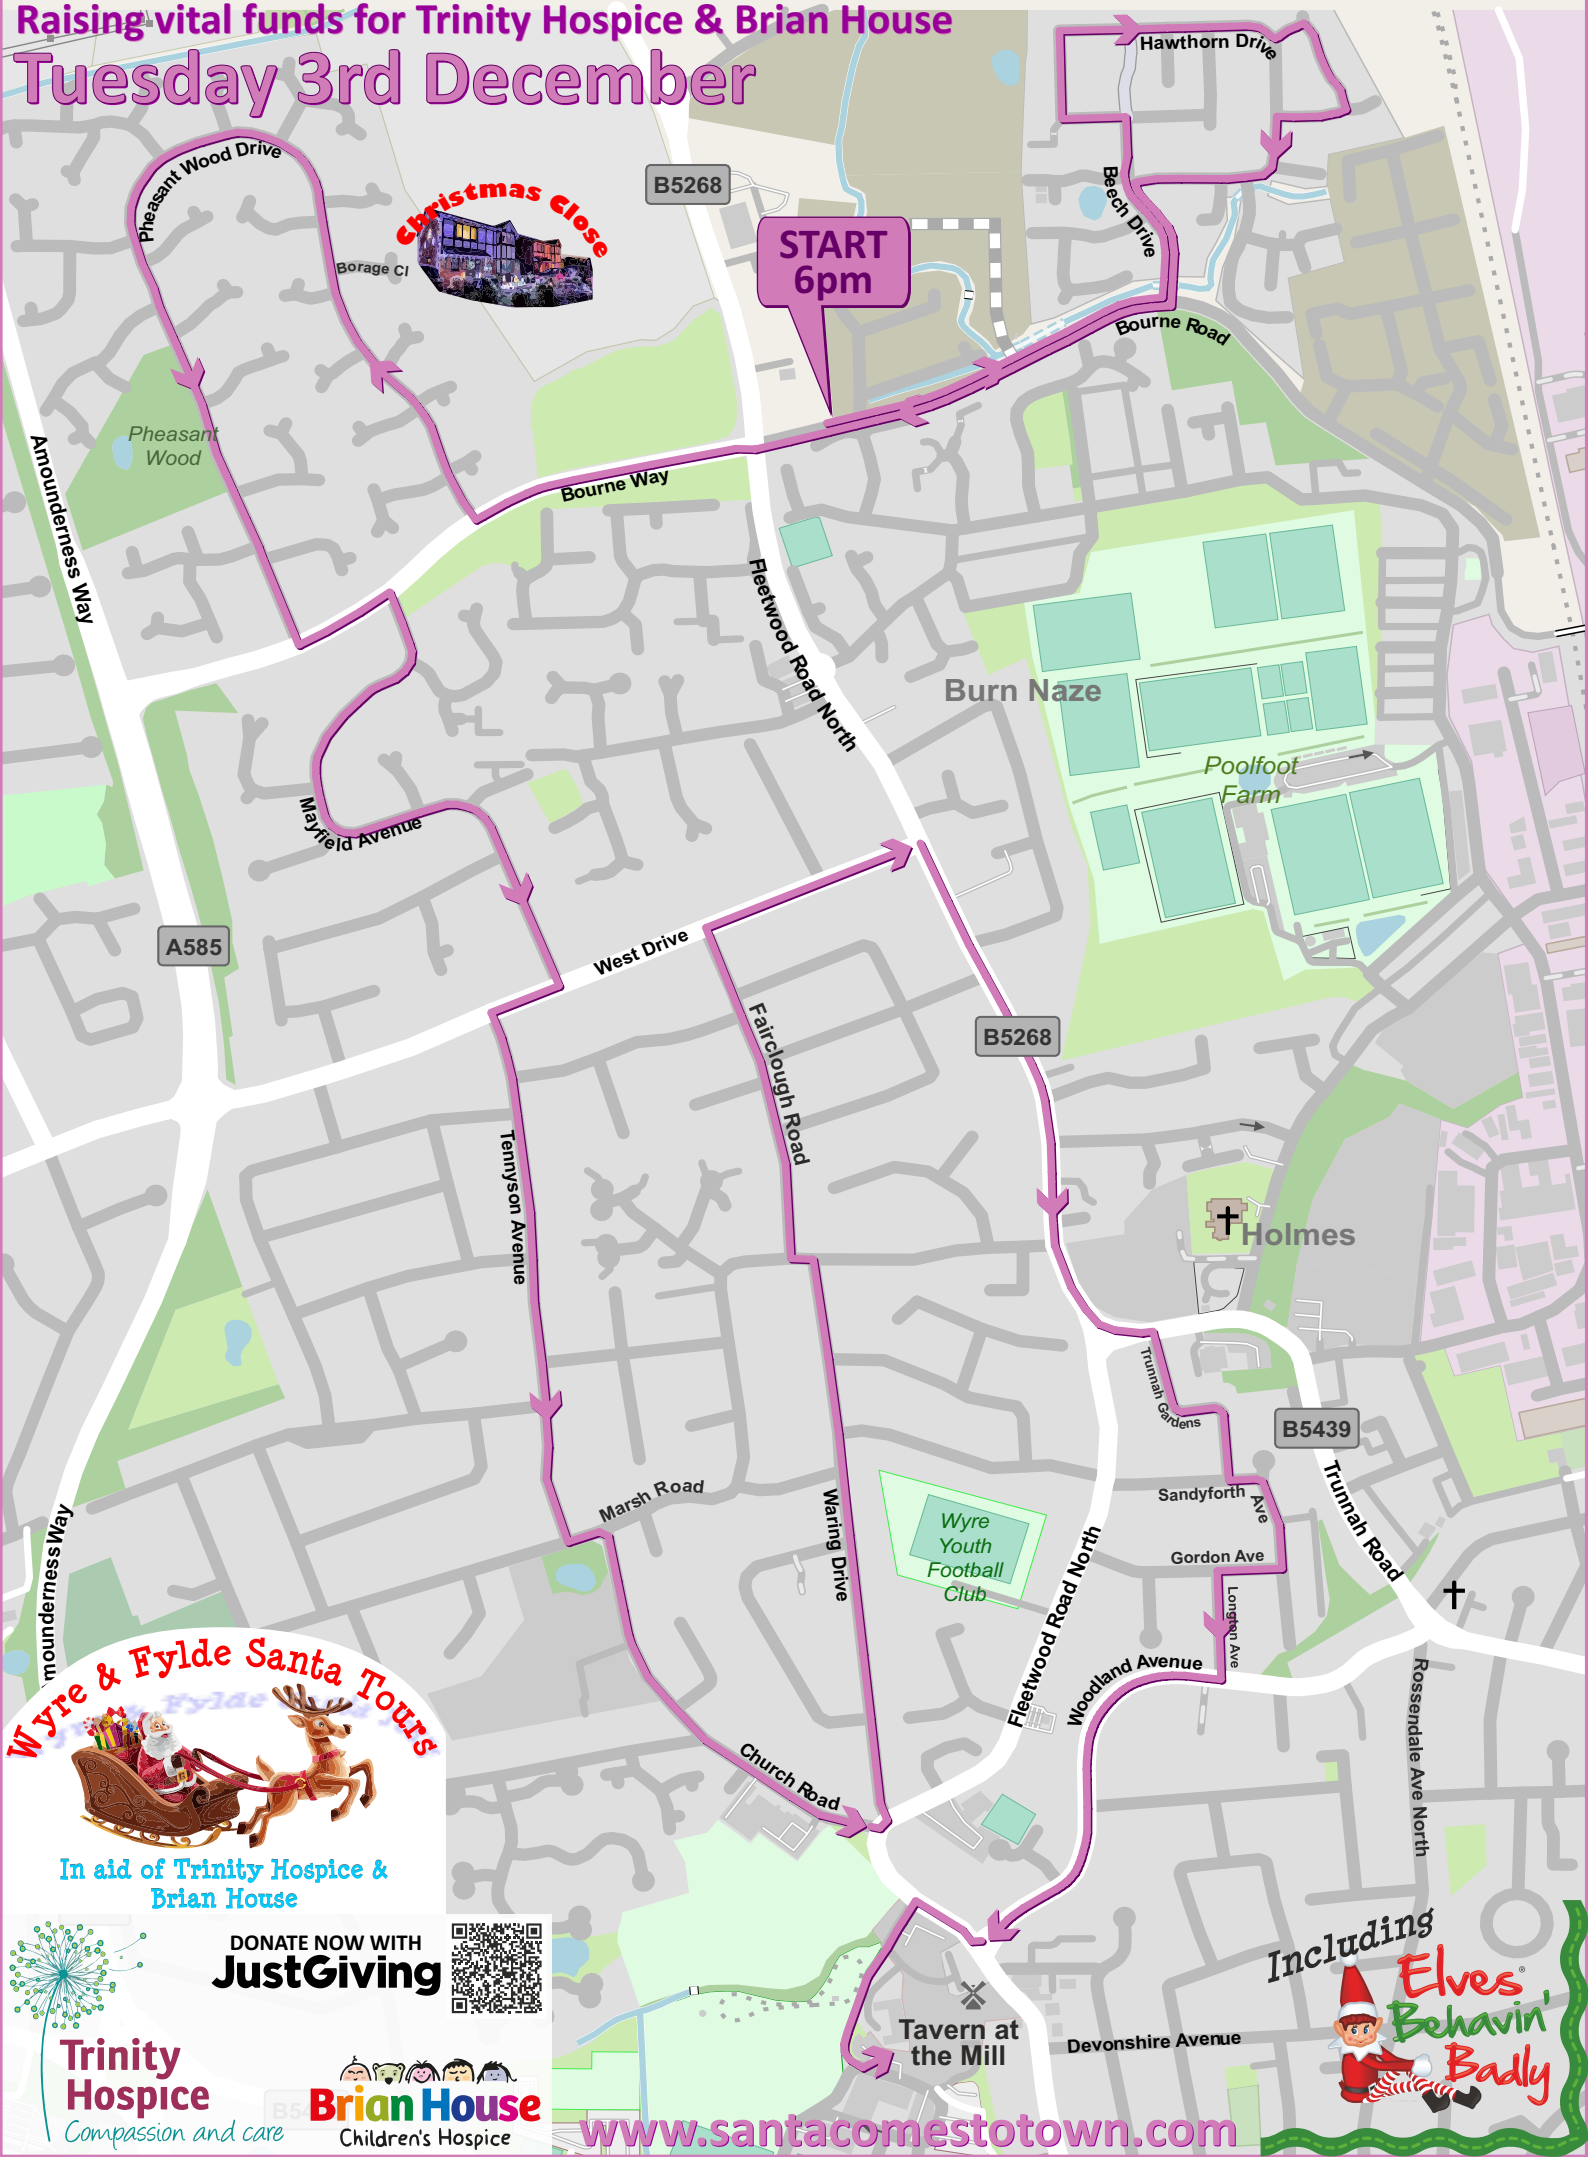 Raising vital funds for Trinity Hospice & Brian House
Tuesday 3rd December
Hawthorn Drive
Pheasant Wood Drive
Christmas Close
B5268
Beech Drive
START
6pm
Borage Cl
Bourne Road
Pheasant
Wood
Amounderness Way
Bourne Way
Fleetwood Road North
Burn Naze
Poolfoot
Farm
Mayfield Avenue
A585
West Drive
Fairclough Road
B5268
Tennyson Avenue
Holmes
Trunnah Gardens
B5439
Marsh Road
Waring Drive
Sandyforth Ave
Trunnah Road
Wyre
Youth
Football
Club
Gordon Ave
Longton Ave
Fleetwood Road North
Woodland Avenue
mounderness Way
Rossendale Ave North
Church Road
Wyre & Fylde Santa Tours
In aid of Trinity Hospice &
Brian House
DONATE NOW WITH
JustGiving
Trinity
Hospice
Compassion and care
B54
Brian House
Children's Hospice
Tavern at
the Mill
Devonshire Avenue
Including
Elves
Behavin'
Badly
www.santacomestotown.com